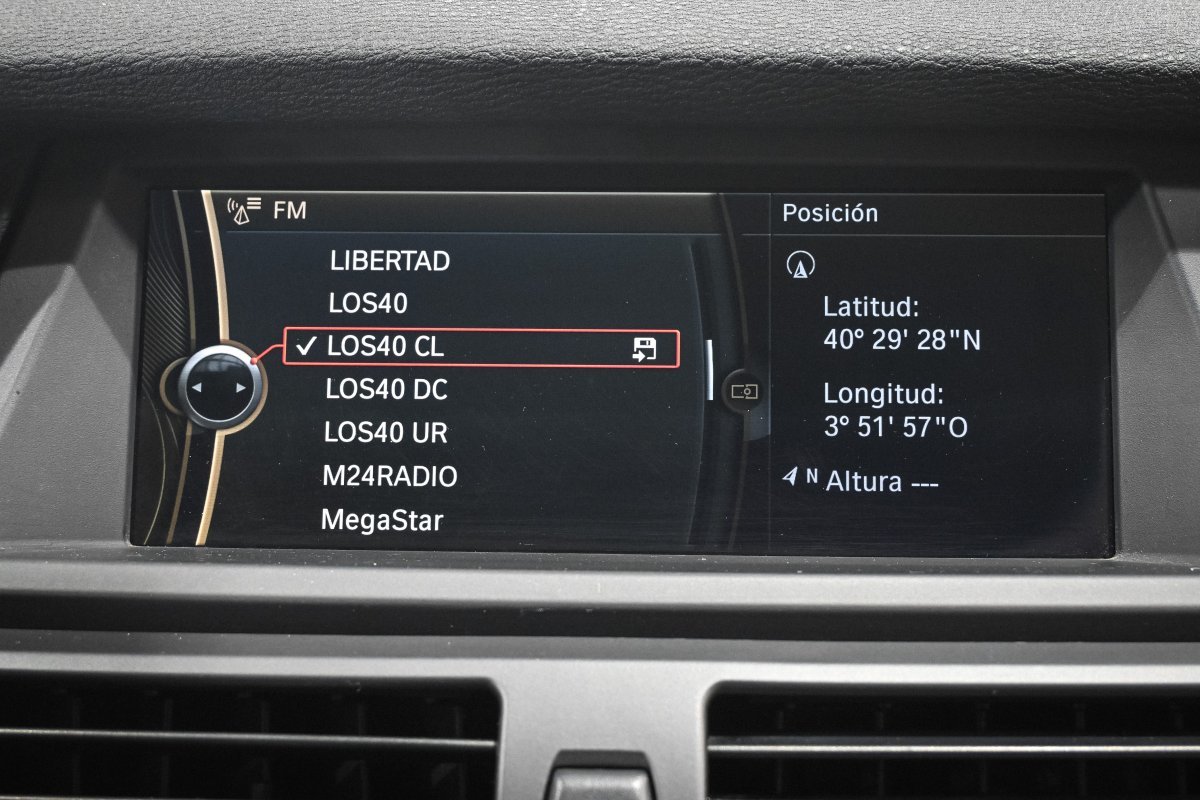 FM
LIBERTAD
LOS40
LOS40 CL
LOS40 DC
LOS40 UR
M24RADIO
MegaStar
Posición
Latitud:
40° 29' 28"N
Longitud:
3° 51' 57"O
N Altura ---